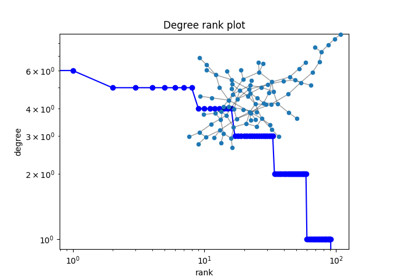 Degree rank plot
6 × 10⁰
4 × 10⁰
3 × 10⁰
2 × 10⁰
10⁰
degree
10⁰
10¹
10²
rank